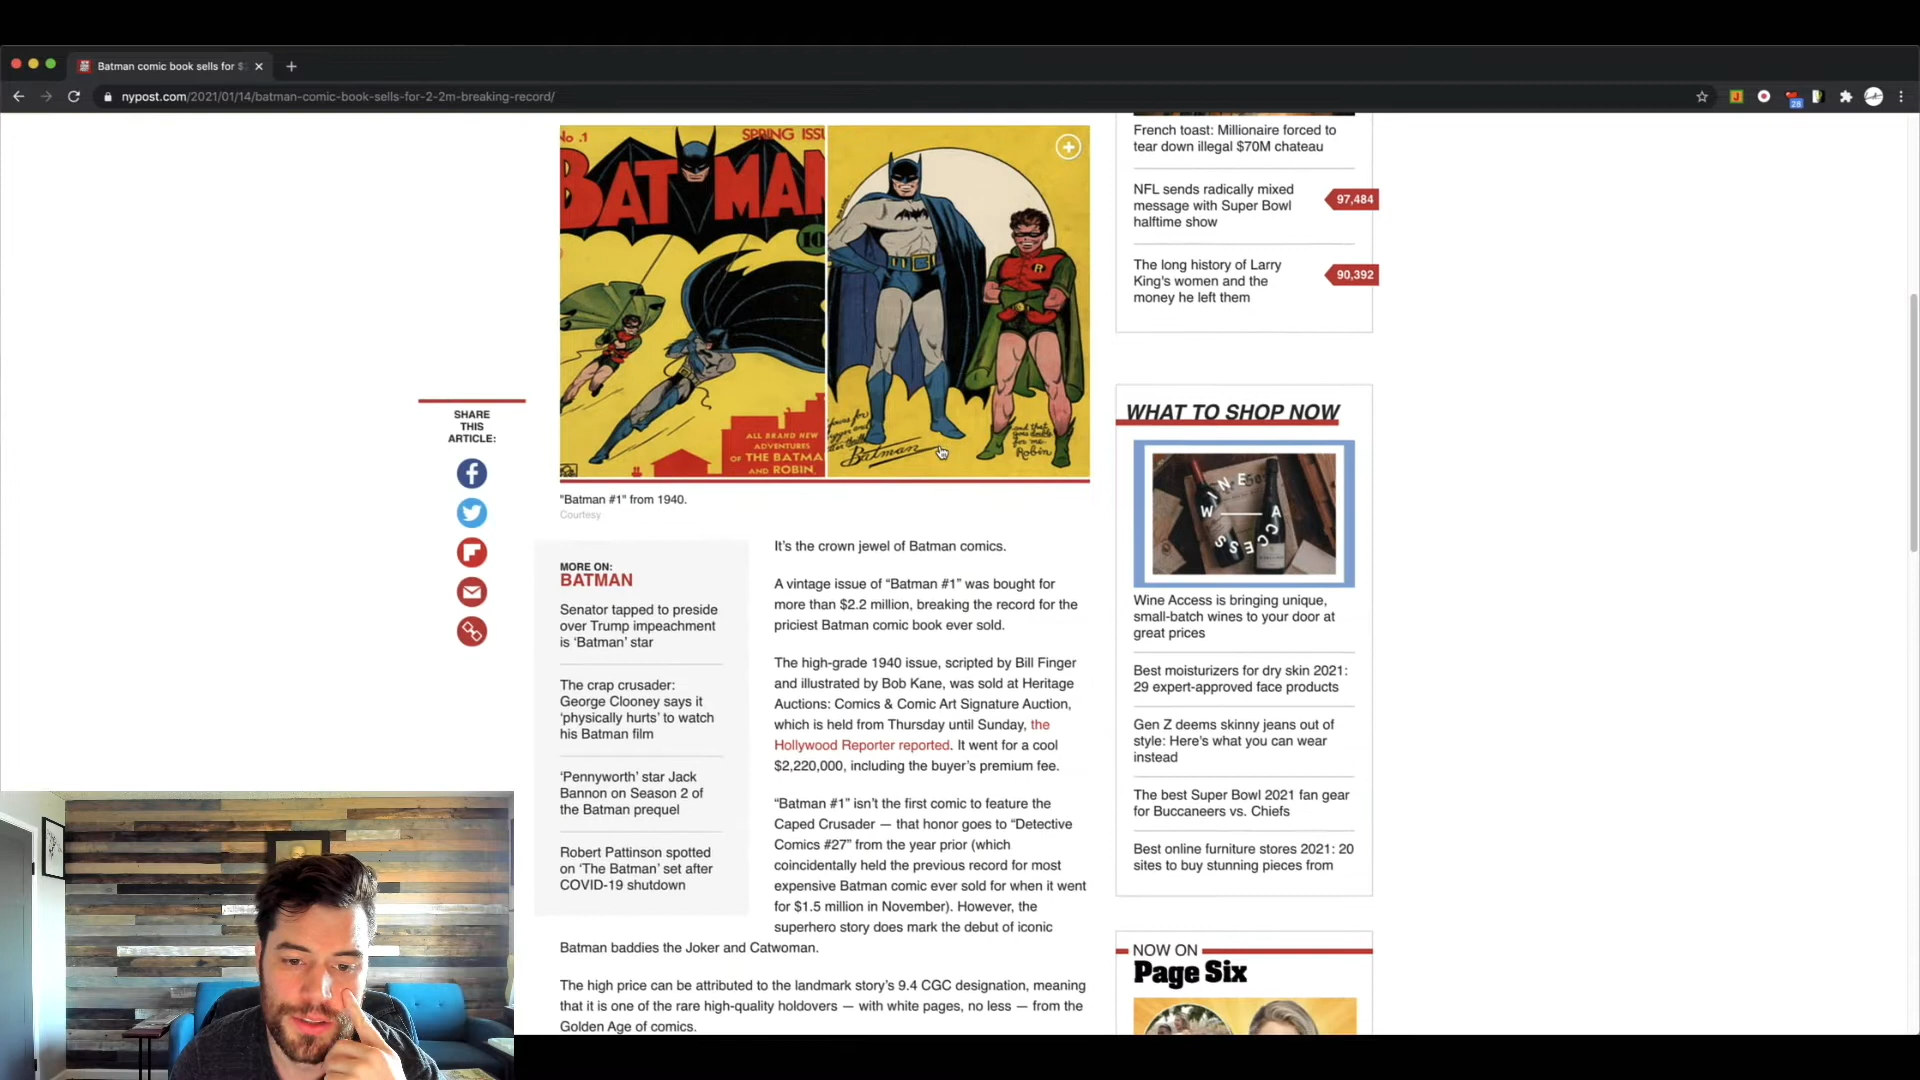 Batman comic book sells for $
nypost.com/2021/01/14/batman-comic-book-sells-for-2-2m-breaking-record/
28
No .1 SPRING ISSU
BATMAN
10
ALL BRAND NEW
ADVENTURES
OF THE BATMA
AND ROBIN.
Batman
and that
goes double
for me
Robin
R
"Batman #1" from 1940.
Courtesy
SHARE
THIS
ARTICLE:
MORE ON:
BATMAN
Senator tapped to preside
over Trump impeachment
is ‘Batman’ star
The crap crusader:
George Clooney says it
‘physically hurts’ to watch
his Batman film
‘Pennyworth’ star Jack
Bannon on Season 2 of
the Batman prequel
Robert Pattinson spotted
on ‘The Batman’ set after
COVID-19 shutdown
It’s the crown jewel of Batman comics.
A vintage issue of “Batman #1” was bought for
more than $2.2 million, breaking the record for the
priciest Batman comic book ever sold.
The high-grade 1940 issue, scripted by Bill Finger
and illustrated by Bob Kane, was sold at Heritage
Auctions: Comics & Comic Art Signature Auction,
which is held from Thursday until Sunday, the
Hollywood Reporter reported. It went for a cool
$2,220,000, including the buyer’s premium fee.
“Batman #1” isn’t the first comic to feature the
Caped Crusader — that honor goes to “Detective
Comics #27” from the year prior (which
coincidentally held the previous record for most
expensive Batman comic ever sold for when it went
for $1.5 million in November). However, the
superhero story does mark the debut of iconic
Batman baddies the Joker and Catwoman.
The high price can be attributed to the landmark story’s 9.4 CGC designation, meaning
that it is one of the rare high-quality holdovers — with white pages, no less — from the
Golden Age of comics.
French toast: Millionaire forced to
tear down illegal $70M chateau
NFL sends radically mixed
message with Super Bowl
halftime show
97,484
The long history of Larry
King's women and the
money he left them
90,392
WHAT TO SHOP NOW
WINE
ACCESS
Wine Access is bringing unique,
small-batch wines to your door at
great prices
Best moisturizers for dry skin 2021:
29 expert-approved face products
Gen Z deems skinny jeans out of
style: Here's what you can wear
instead
The best Super Bowl 2021 fan gear
for Buccaneers vs. Chiefs
Best online furniture stores 2021: 20
sites to buy stunning pieces from
NOW ON
Page Six